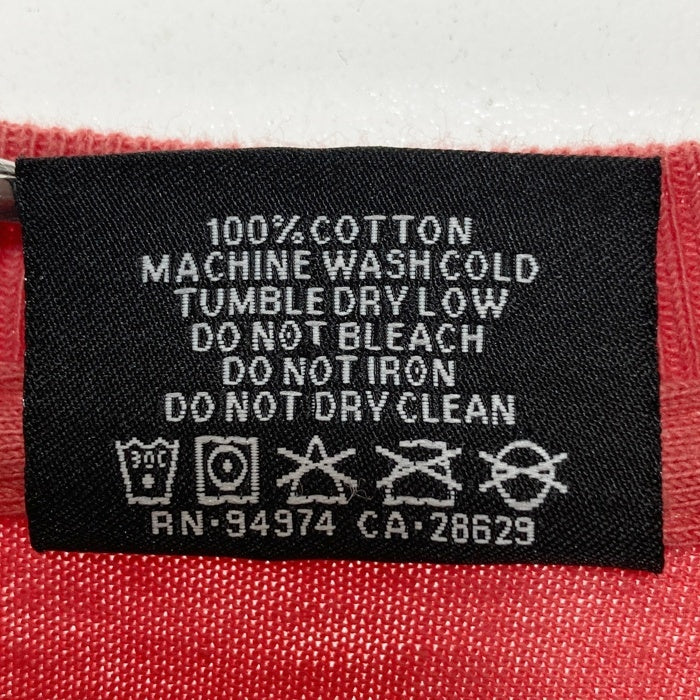 100% COTTON
MACHINE WASH COLD
TUMBLE DRY LOW
DO NOT BLEACH
DO NOT IRON
DO NOT DRY CLEAN
30C
RN·94974 CA·28629